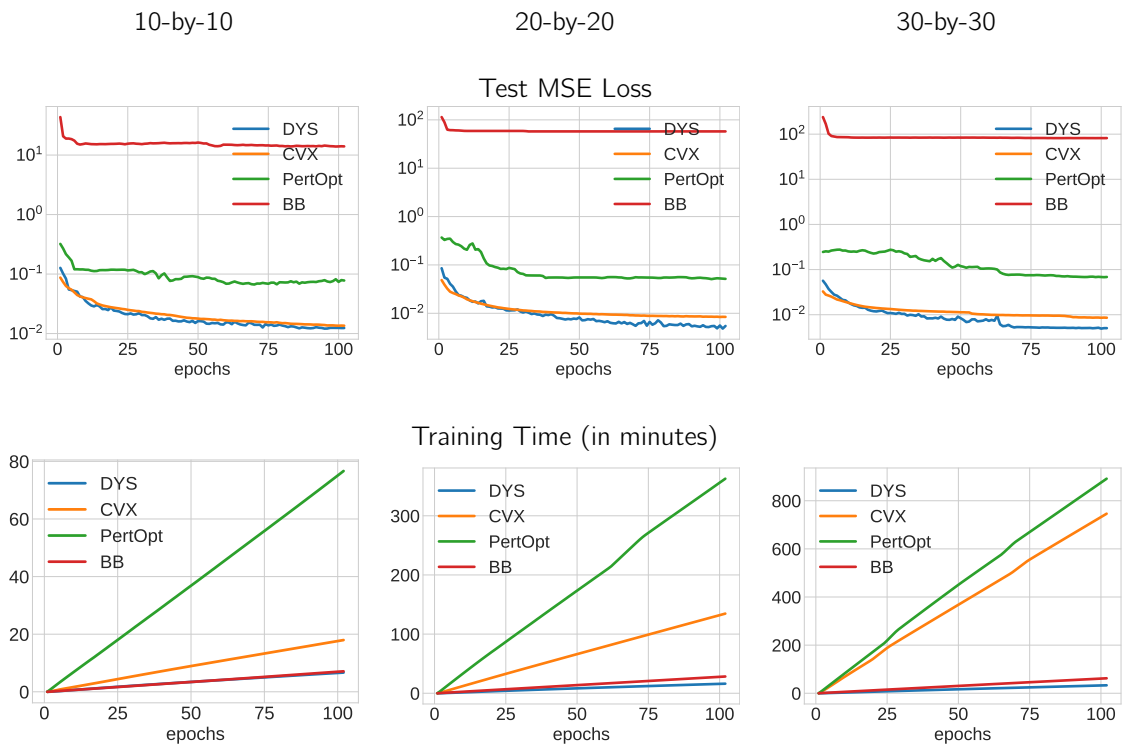 10-by-10 20-by-20 30-by-30
Test MSE Loss
DYS
CVX
PertOpt
BB
10¹
10⁰
10⁻¹
10⁻²
0 25 50 75 100
epochs
DYS
CVX
PertOpt
BB
10²
10¹
10⁰
10⁻¹
10⁻²
0 25 50 75 100
epochs
DYS
CVX
PertOpt
BB
10²
10¹
10⁰
10⁻¹
10⁻²
0 25 50 75 100
epochs
Training Time (in minutes)
DYS
CVX
PertOpt
BB
80
60
40
20
0
0 25 50 75 100
epochs
DYS
CVX
PertOpt
BB
300
200
100
0
0 25 50 75 100
epochs
DYS
CVX
PertOpt
BB
800
600
400
200
0
0 25 50 75 100
epochs